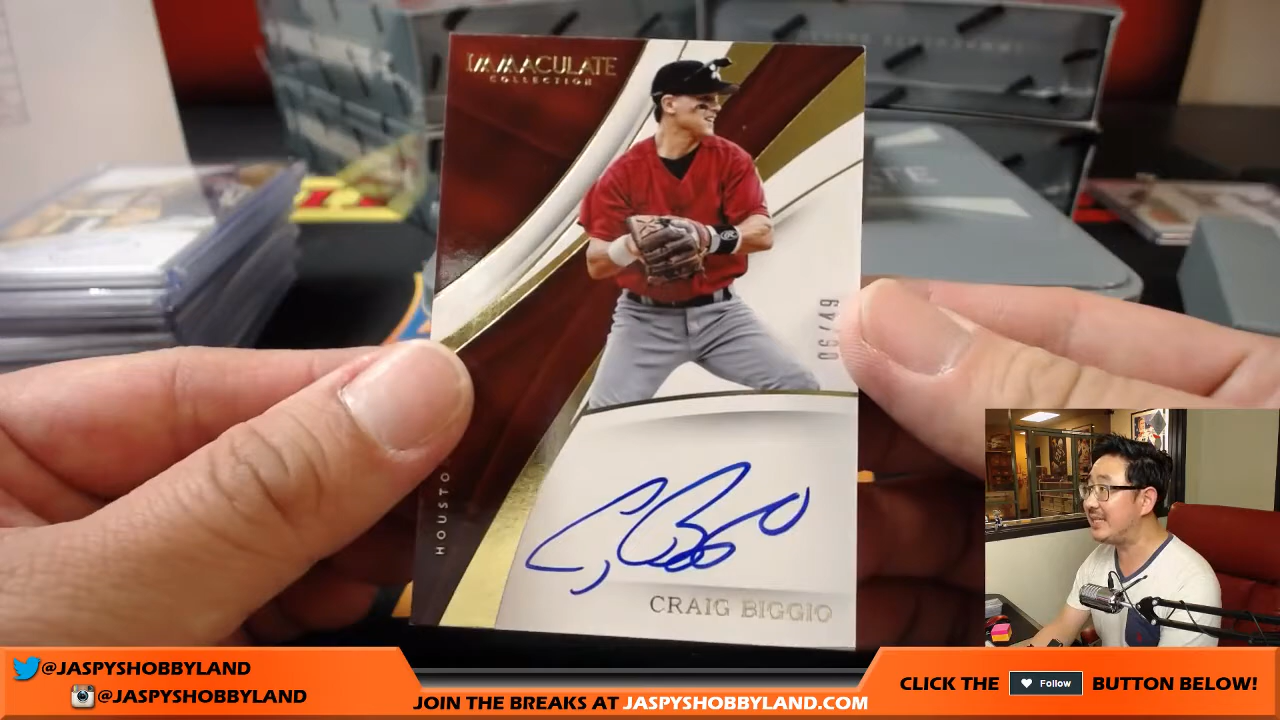 IMMACULATE
COLLECTION
06/49
HOUSTO
CRAIG BIGGIO
@JASPYSHOBBYLAND
@JASPYSHOBBYLAND
JOIN THE BREAKS AT JASPYSHOBBYLAND.COM
CLICK THE Follow BUTTON BELOW!